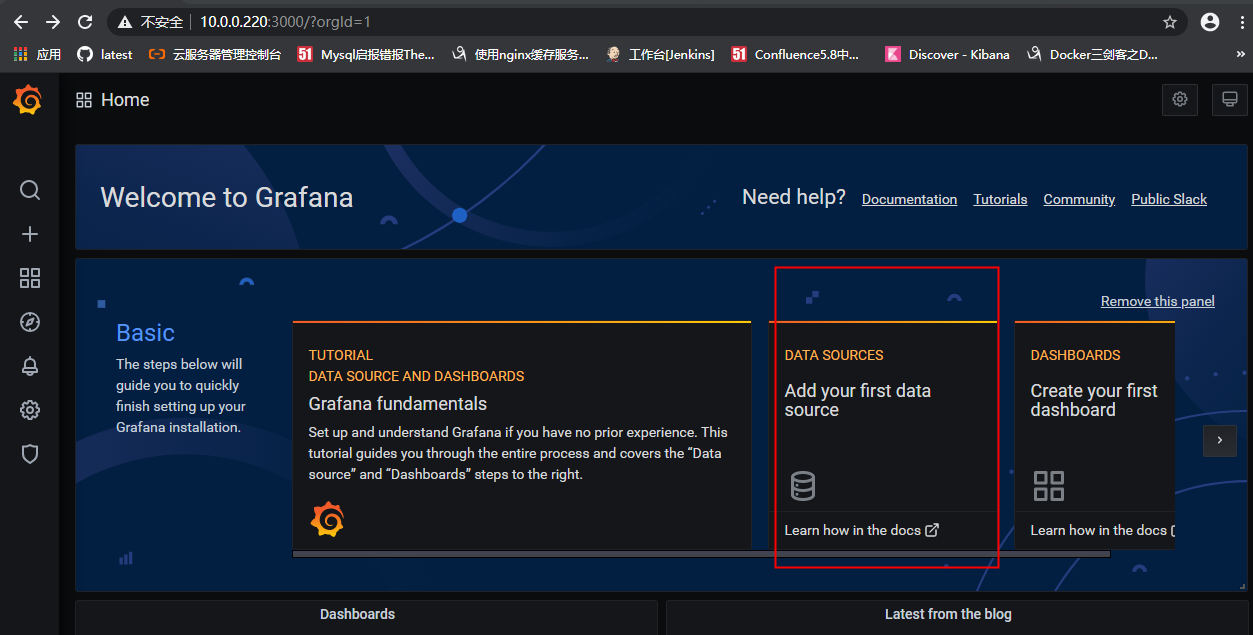 不安全 10.0.0.220:3000/?orgId=1
应用 latest 云服务器管理控制台 Mysql启报错报The... 使用nginx缓存服务... 工作台[Jenkins] 51 Confluence5.8中... Discover - Kibana Docker三剑客之D... »
Home
Welcome to Grafana
Need help? Documentation Tutorials Community Public Slack
Remove this panel
Basic
The steps below will
guide you to quickly
finish setting up your
Grafana installation.
TUTORIAL
DATA SOURCE AND DASHBOARDS
Grafana fundamentals
Set up and understand Grafana if you have no prior experience. This
tutorial guides you through the entire process and covers the “Data
source” and “Dashboards” steps to the right.
DATA SOURCES
Add your first data
source
Learn how in the docs
DASHBOARDS
Create your first
dashboard
Learn how in the docs
Dashboards
Latest from the blog